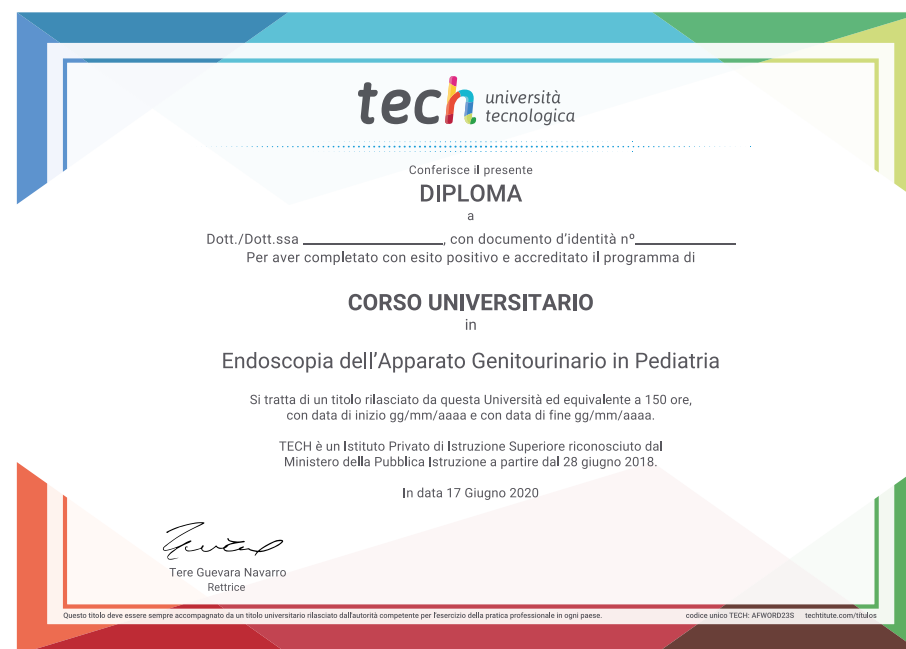 tech università
tecnologica
Conferisce il presente
DIPLOMA
a
Dott./Dott.ssa ____________________, con documento d'identità nº______________
Per aver completato con esito positivo e accreditato il programma di
CORSO UNIVERSITARIO
in
Endoscopia dell'Apparato Genitourinario in Pediatria
Si tratta di un titolo rilasciato da questa Università ed equivalente a 150 ore,
con data di inizio gg/mm/aaaa e con data di fine gg/mm/aaaa.
TECH è un Istituto Privato di Istruzione Superiore riconosciuto dal
Ministero della Pubblica Istruzione a partire dal 28 giugno 2018.
In data 17 Giugno 2020
Tere Guevara Navarro
Rettrice
Questo titolo deve essere sempre accompagnato da un titolo universitario rilasciato dall'autorità competente per l'esercizio della pratica professionale in ogni paese. codice unico TECH: AFWORD23S techtitute.com/titulos